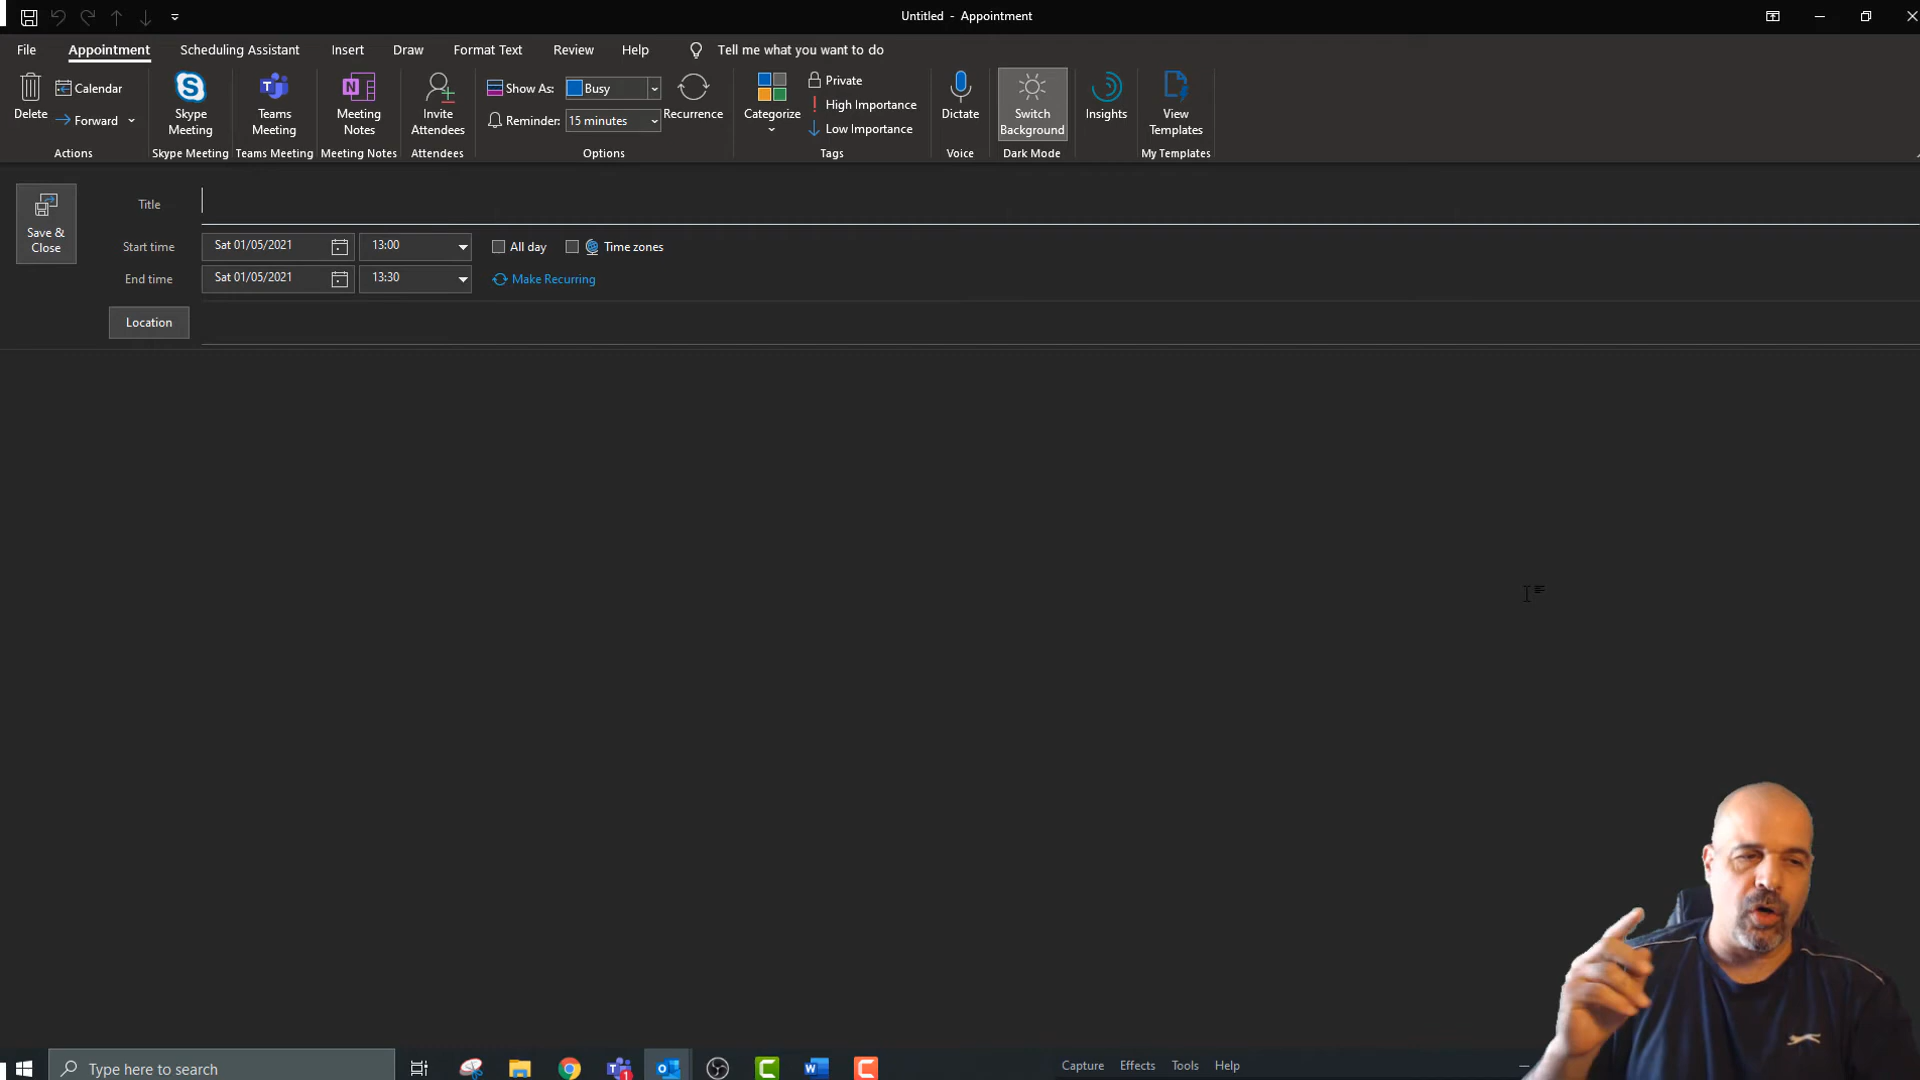 Untitled - Appointment
File Appointment Scheduling Assistant Insert Draw Format Text Review Help Tell me what you want to do
Delete
Calendar
Forward
Actions
Skype
Meeting
Skype Meeting
Teams
Meeting
Teams Meeting
N
Meeting
Notes
Meeting Notes
Invite
Attendees
Attendees
Show As: Busy
Reminder: 15 minutes
Recurrence
Options
Categorize
Private
High Importance
Low Importance
Tags
Dictate
Voice
Switch
Background
Dark Mode
Insights
View
Templates
My Templates
Save &
Close
Title
Start time Sat 01/05/2021 13:00 All day Time zones
End time Sat 01/05/2021 13:30 Make Recurring
Location
Type here to search
Capture Effects Tools Help